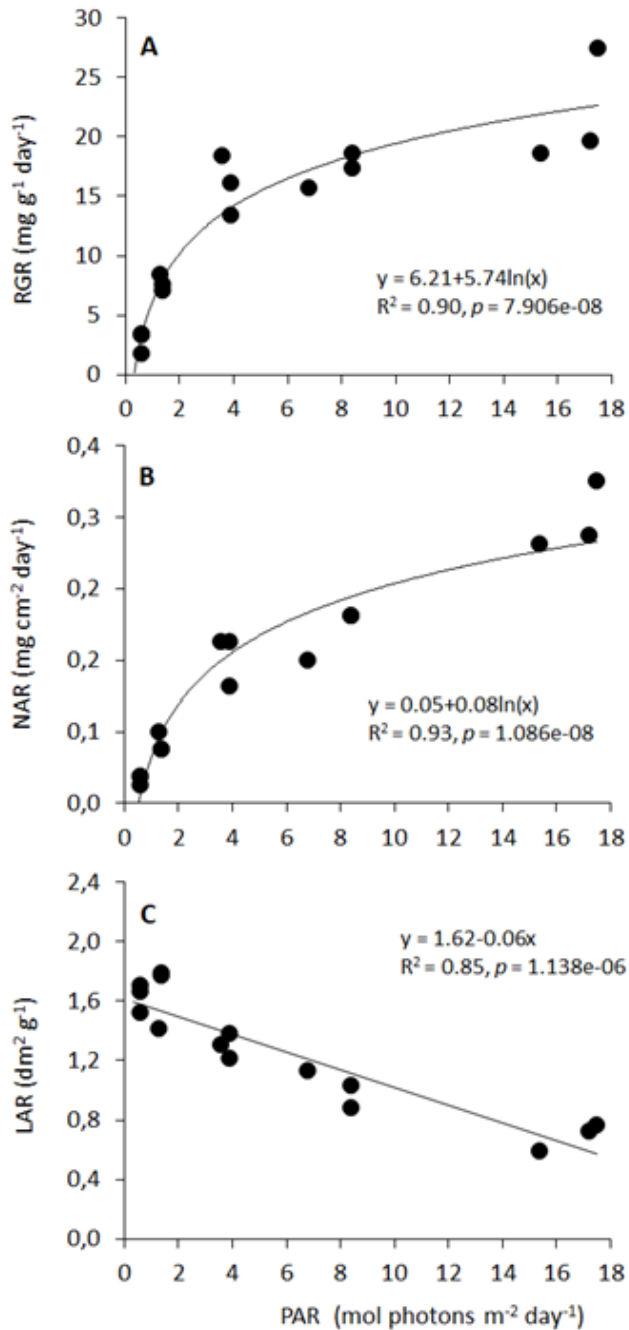 A
RGR (mg g⁻¹ day⁻¹)
30
25
20
15
10
5
0
y = 6.21+5.74ln(x)
R² = 0.90, p = 7.906e-08
0 2 4 6 8 10 12 14 16 18
B
NAR (mg cm⁻² day⁻¹)
0,4
0,3
0,2
0,2
0,1
0,0
y = 0.05+0.08ln(x)
R² = 0.93, p = 1.086e-08
0 2 4 6 8 10 12 14 16 18
C
LAR (dm² g⁻¹)
2,4
2,0
1,6
1,2
0,8
0,4
0,0
y = 1.62-0.06x
R² = 0.85, p = 1.138e-06
0 2 4 6 8 10 12 14 16 18
PAR (mol photons m⁻² day⁻¹)